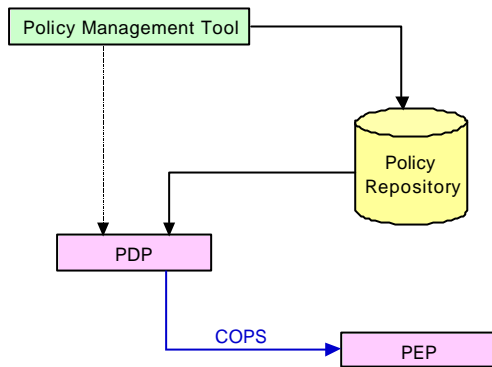 Policy Management Tool
Policy
Repository
PDP
COPS
PEP